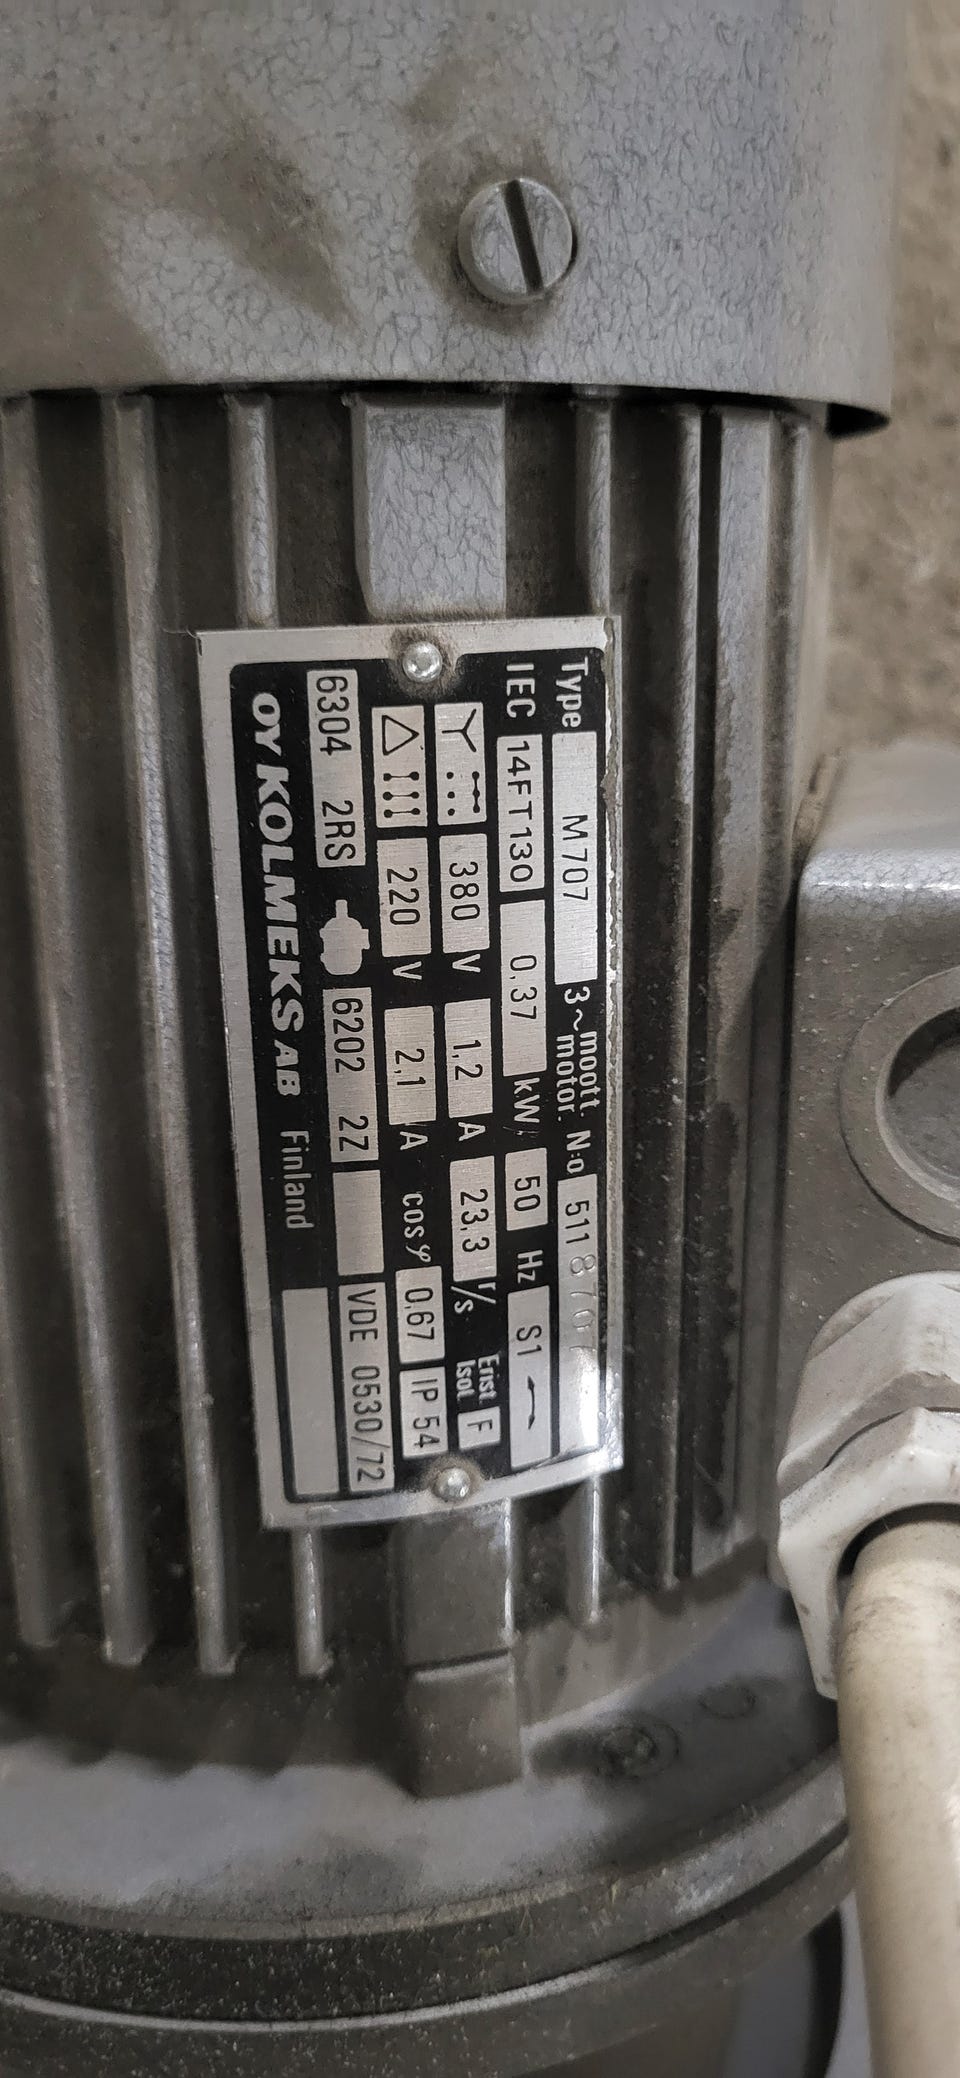 Type M707 3~moott. motor. N:o 511
IEC 14FT130 0,37 kW, 50 Hz S1
380 V 1,2 A 23,3 r/s Erist. Isol. F
220 V 2,1 A cosφ 0,67 IP 54
6304 2RS 6202 2Z VDE 0530/72
OY KOLMEKS AB Finland